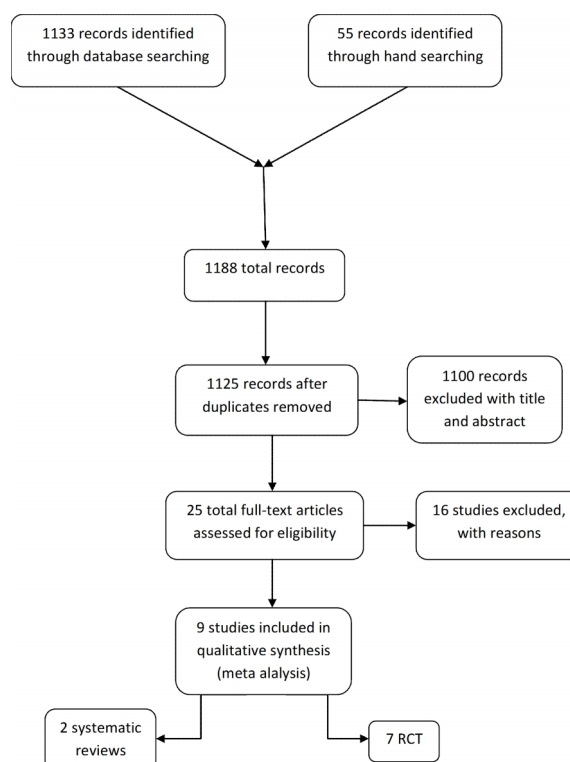 1133 records identified
through database searching
55 records identified
through hand searching
1188 total records
1125 records after
duplicates removed
1100 records
excluded with title
and abstract
25 total full-text articles
assessed for eligibility
16 studies excluded,
with reasons
9 studies included in
qualitative synthesis
(meta alalysis)
2 systematic
reviews
7 RCT